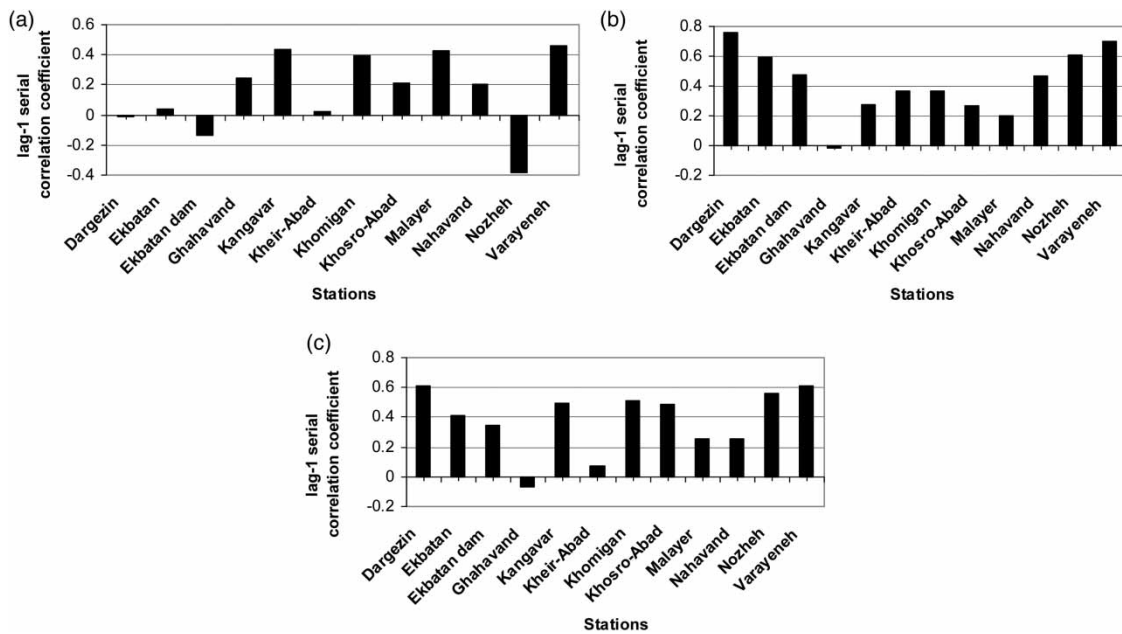 (a)
lag-1 serial
correlation coefficient
0.6
0.4
0.2
0
-0.2
-0.4
Dargezin
Ekbatan
Ekbatan dam
Ghahavand
Kangavar
Kheir-Abad
Khomigan
Khosro-Abad
Malayer
Nahavand
Nozheh
Varayeneh
Stations
(b)
lag-1 serial
correlation coefficient
0.8
0.6
0.4
0.2
0
-0.2
Dargezin
Ekbatan
Ekbatan dam
Ghahavand
Kangavar
Kheir-Abad
Khomigan
Khosro-Abad
Malayer
Nahavand
Nozheh
Varayeneh
Stations
(c)
lag-1 serial
correlation coefficient
0.8
0.6
0.4
0.2
0
-0.2
Dargezin
Ekbatan
Ekbatan dam
Ghahavand
Kangavar
Kheir-Abad
Khomigan
Khosro-Abad
Malayer
Nahavand
Nozheh
Varayeneh
Stations